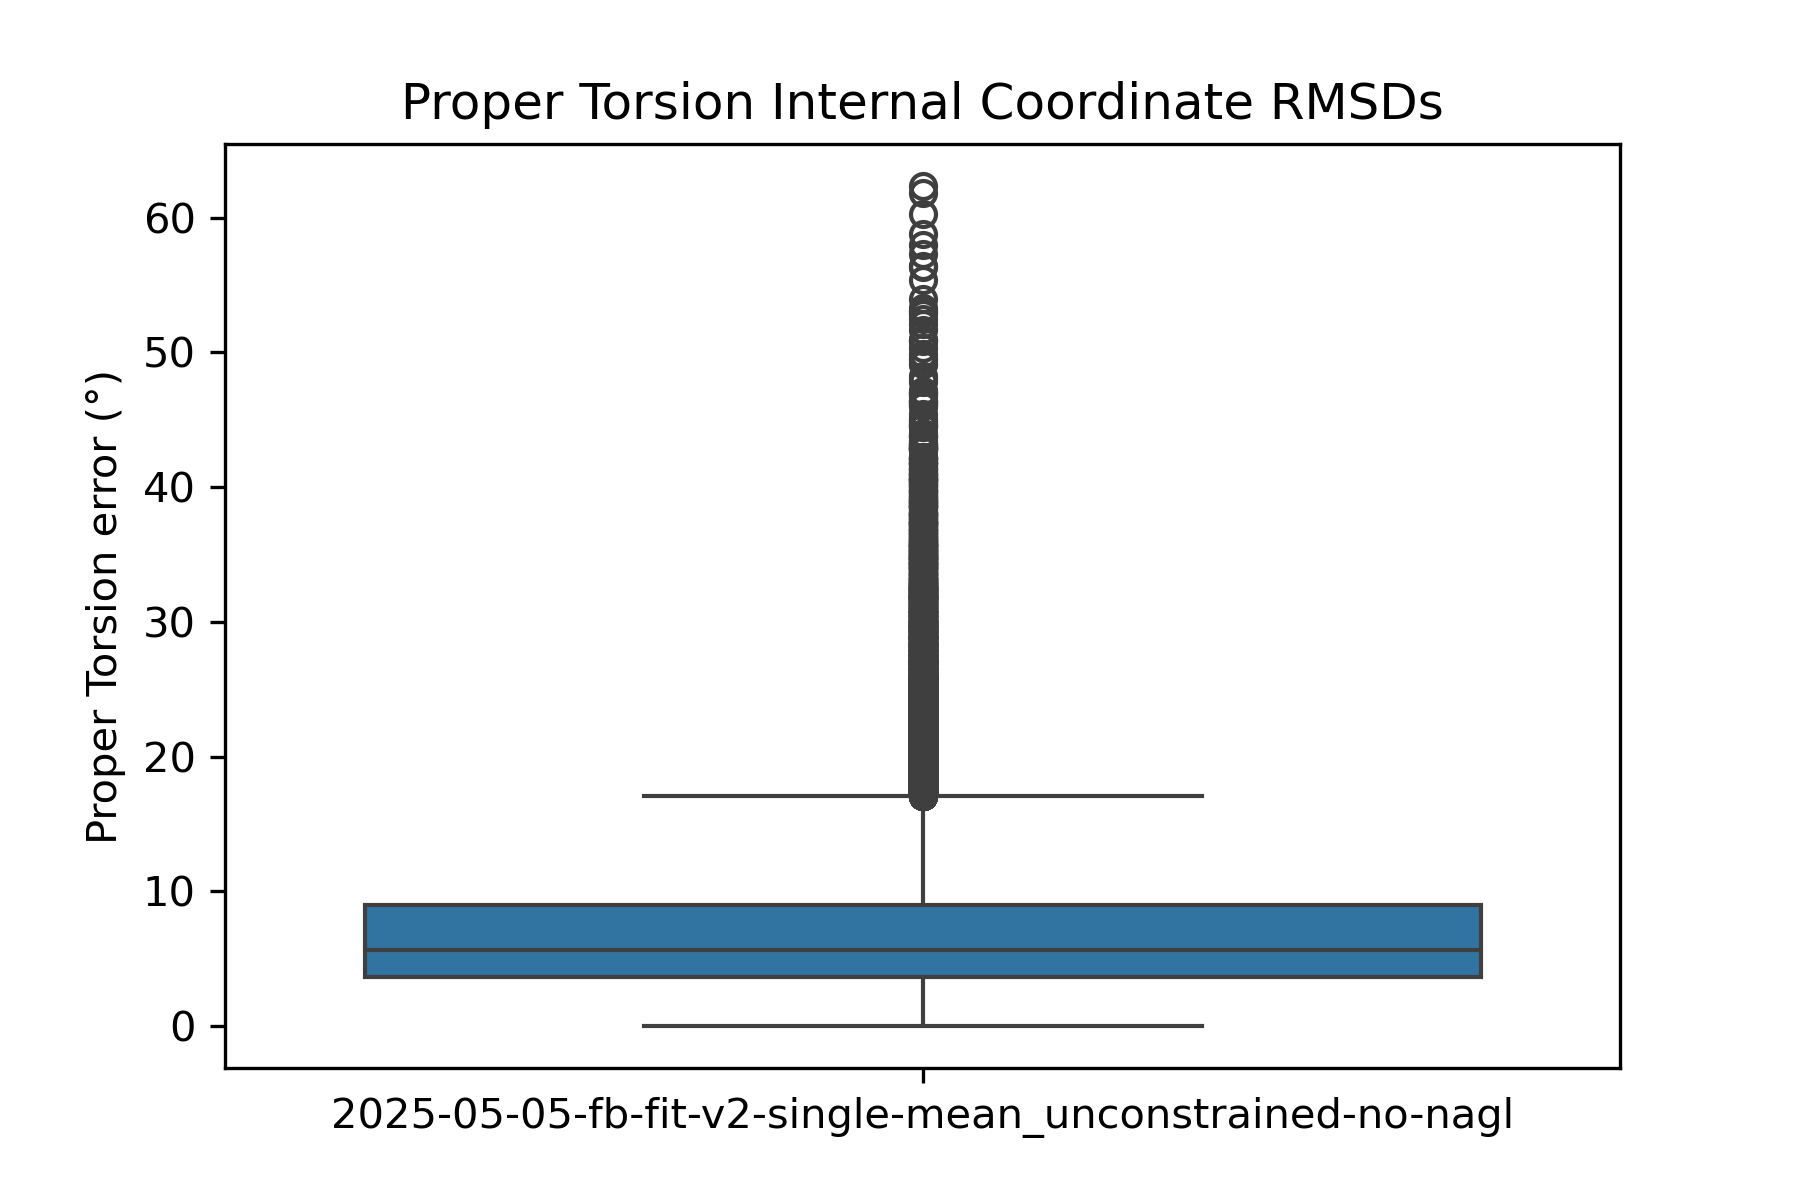 Proper Torsion Internal Coordinate RMSDs
Proper Torsion error (°)
60
50
40
30
20
10
0
2025-05-05-fb-fit-v2-single-mean_unconstrained-no-nagl